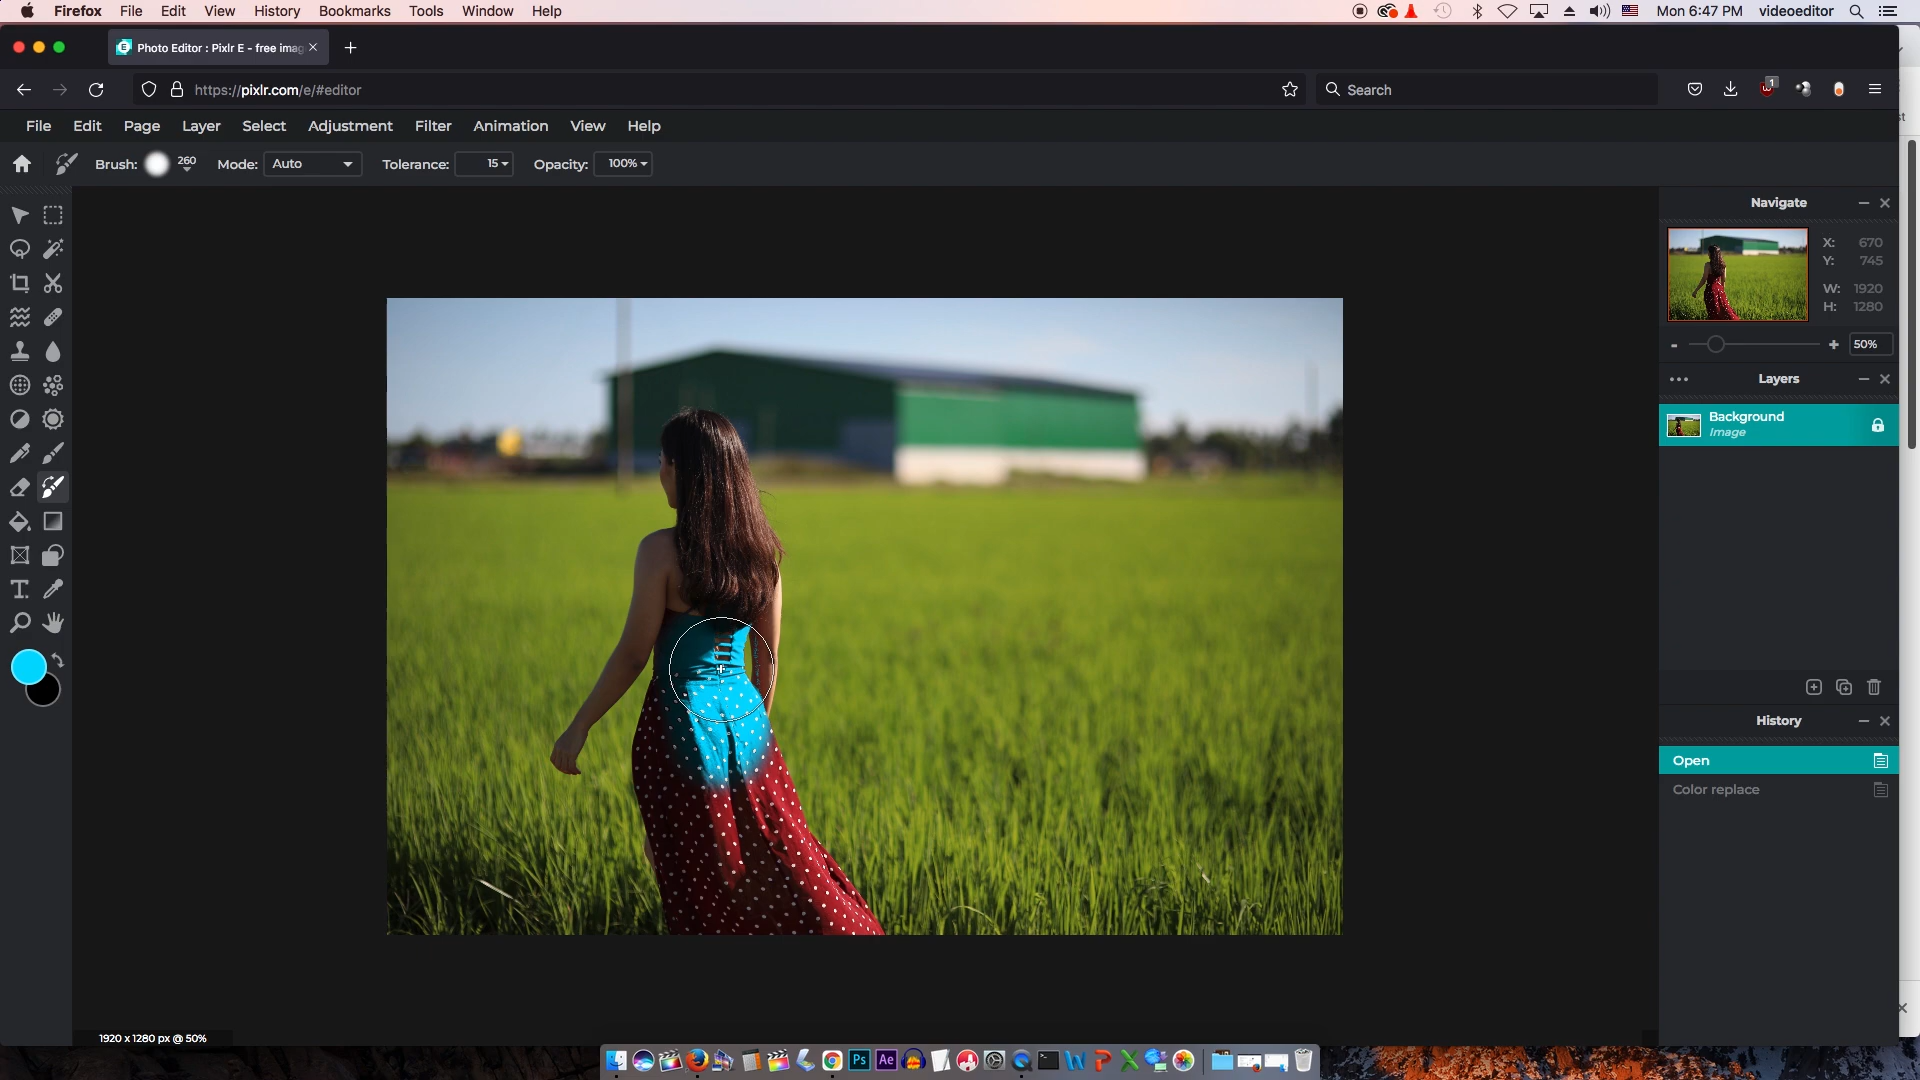 Firefox File Edit View History Bookmarks Tools Window Help Mon 6:47 PM videoeditor
Photo Editor : Pixlr E - free imag
https://pixlr.com/e/#editor Search 1
File Edit Page Layer Select Adjustment Filter Animation View Help
Brush: 260 Mode: Auto Tolerance: 15 Opacity: 100%
Navigate
X: 670
Y: 745
W: 1920
H: 1280
- + 50%
Layers
Background
Image
History
Open
Color replace
1920 x 1280 px @ 50%
Ps Ae